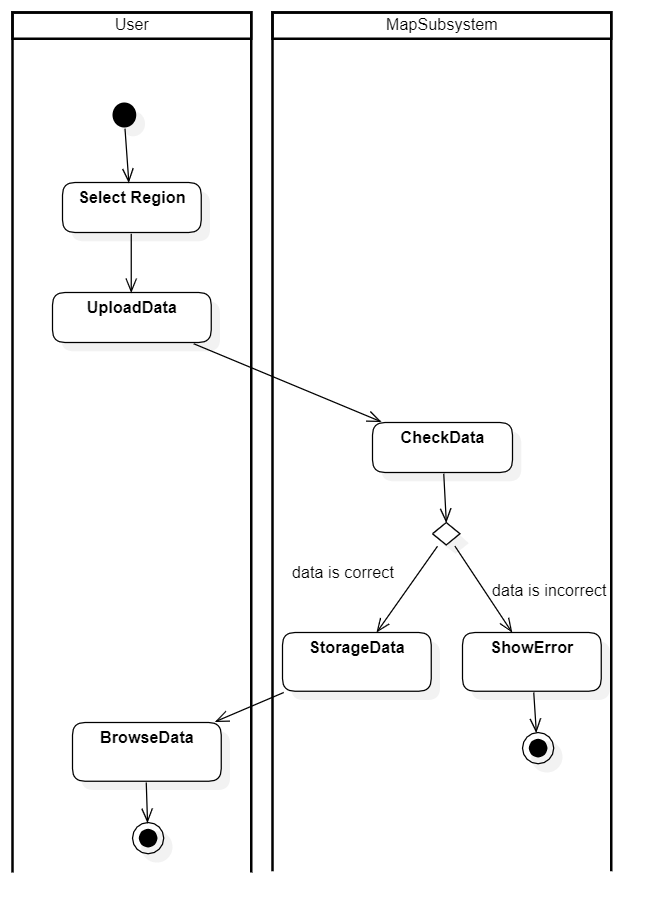 User
MapSubsystem
Select Region
UploadData
CheckData
data is correct
data is incorrect
StorageData
ShowError
BrowseData